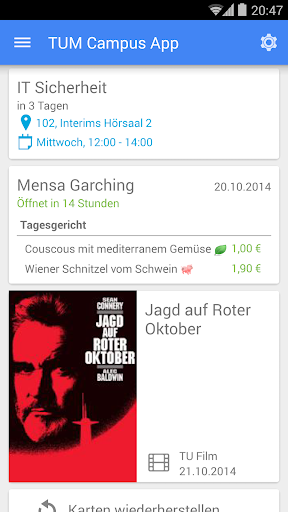 20:47
TUM Campus App
IT Sicherheit
in 3 Tagen
102, Interims Hörsaal 2
Mittwoch, 12:00 - 14:00
Mensa Garching
20.10.2014
Öffnet in 14 Stunden
Tagesgericht
Couscous mit mediterranem Gemüse 1,00 €
Wiener Schnitzel vom Schwein 1,90 €
SEAN
CONNERY
JAGD
AUF
ROTER
OKTOBER
ALEC
BALDWIN
Jagd auf Roter
Oktober
TU Film
21.10.2014
Karten wiederherstellen